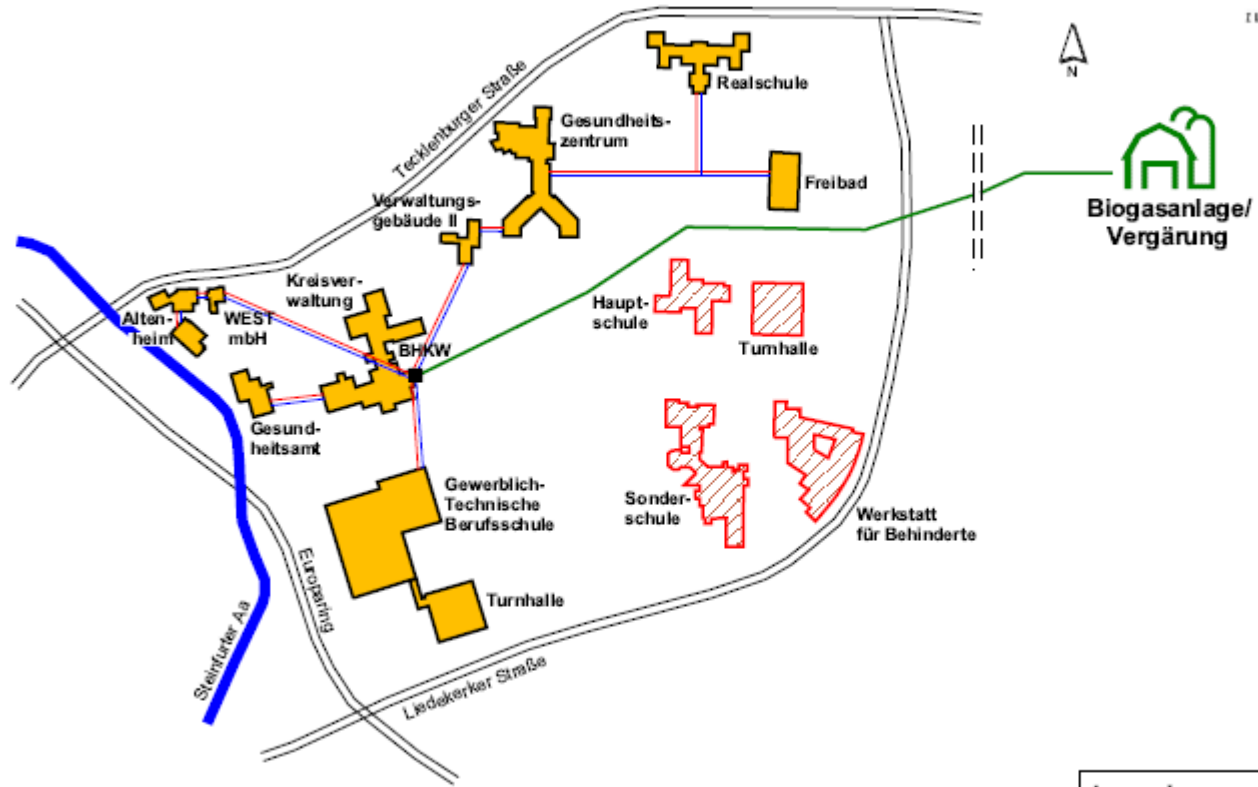 Realschule
N
Tecklenburger Straße
Gesundheits-
zentrum
Freibad
Verwaltungs-
gebäude II
Biogasanlage/
Vergärung
Kreisver-
waltung
Haupt-
schule
Alten-
heim
WEST
mbH
BHKW
Turnhalle
Gesund-
heitsamt
Gewerblich-
Technische
Berufsschule
Sonder-
schule
Werkstatt
für Behinderte
Europaring
Turnhalle
Steinfurter Aa
Liedekerker Straße